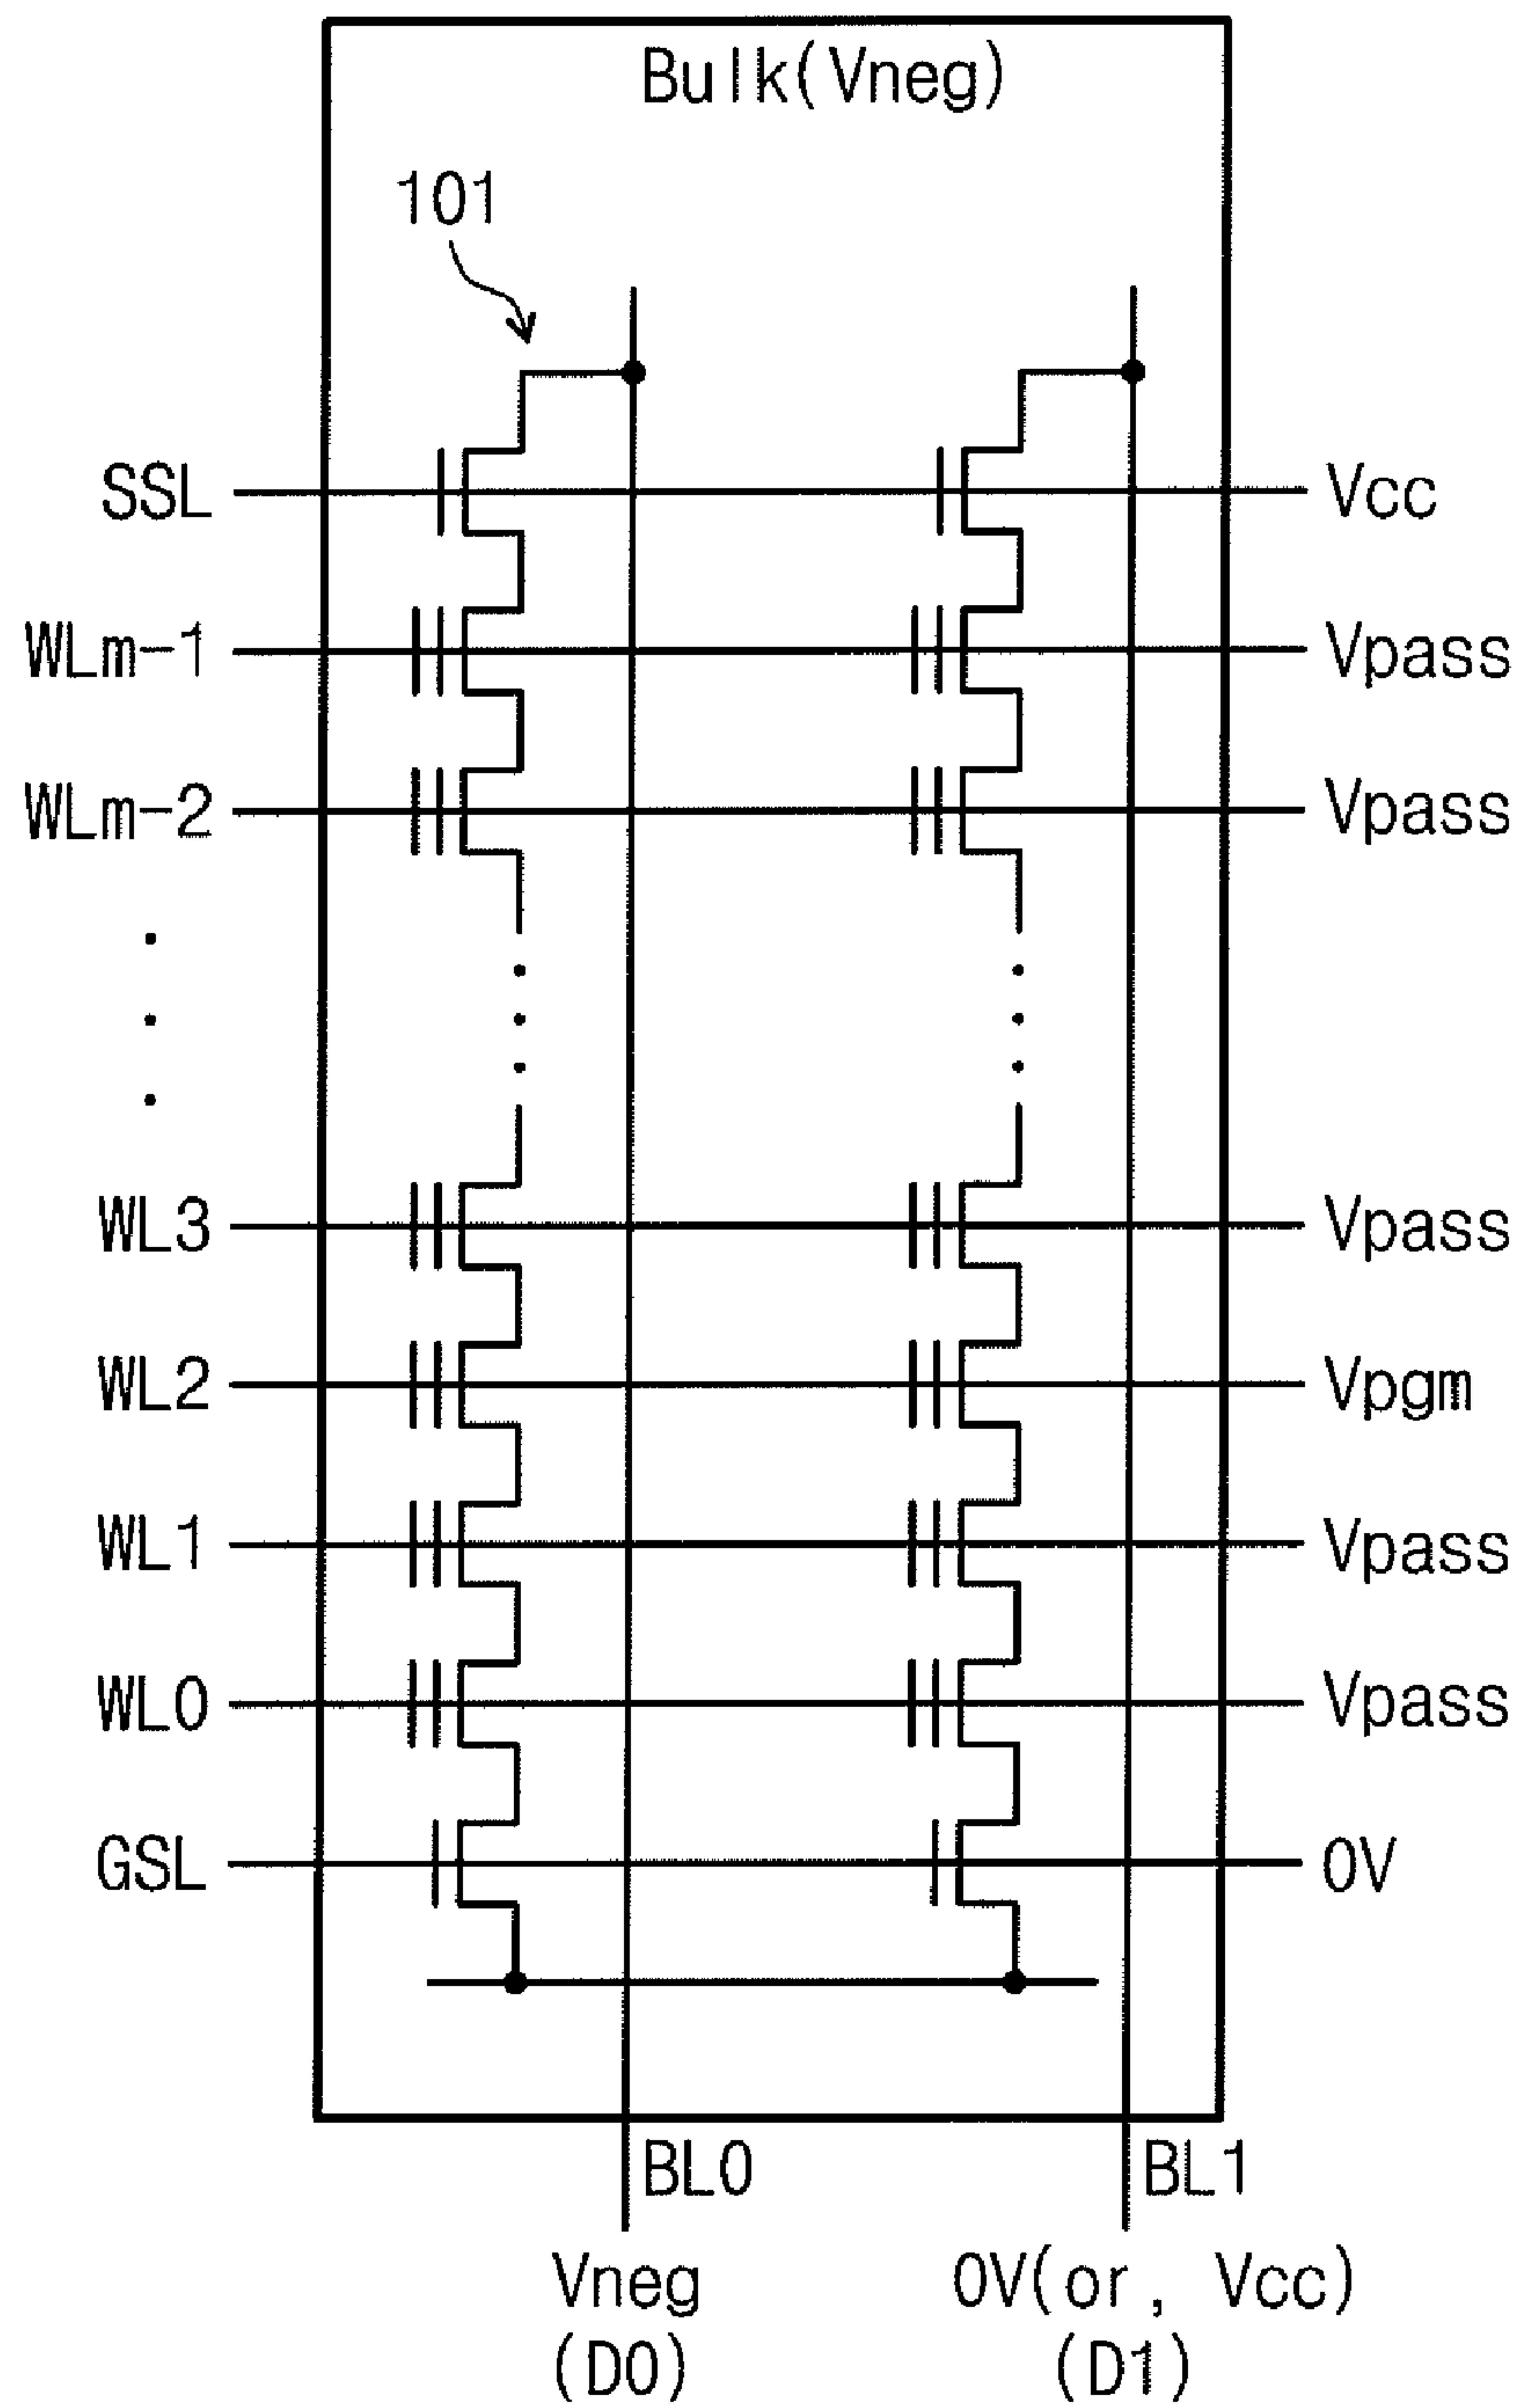 Bulk(Vneg)
101
SSL Vcc
WLm-1 Vpass
WLm-2 Vpass
WL3 Vpass
WL2 Vpgm
WL1 Vpass
WL0 Vpass
GSL 0V
BL0 BL1
Vneg 0V(or, Vcc)
(D0) (D1)